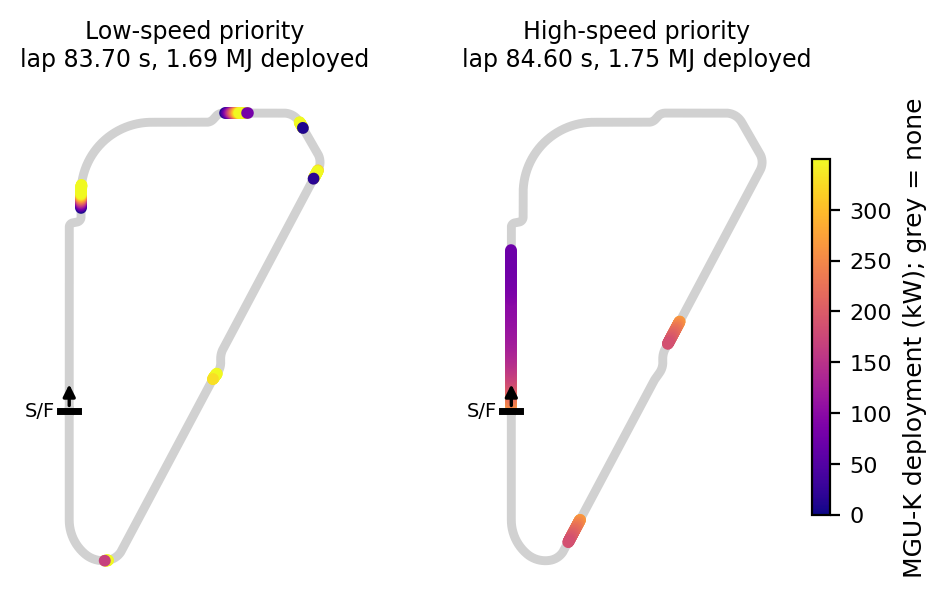 Low-speed priority
lap 83.70 s, 1.69 MJ deployed
High-speed priority
lap 84.60 s, 1.75 MJ deployed
S/F
S/F
300
250
200
150
100
50
0
MGU-K deployment (kW); grey = none